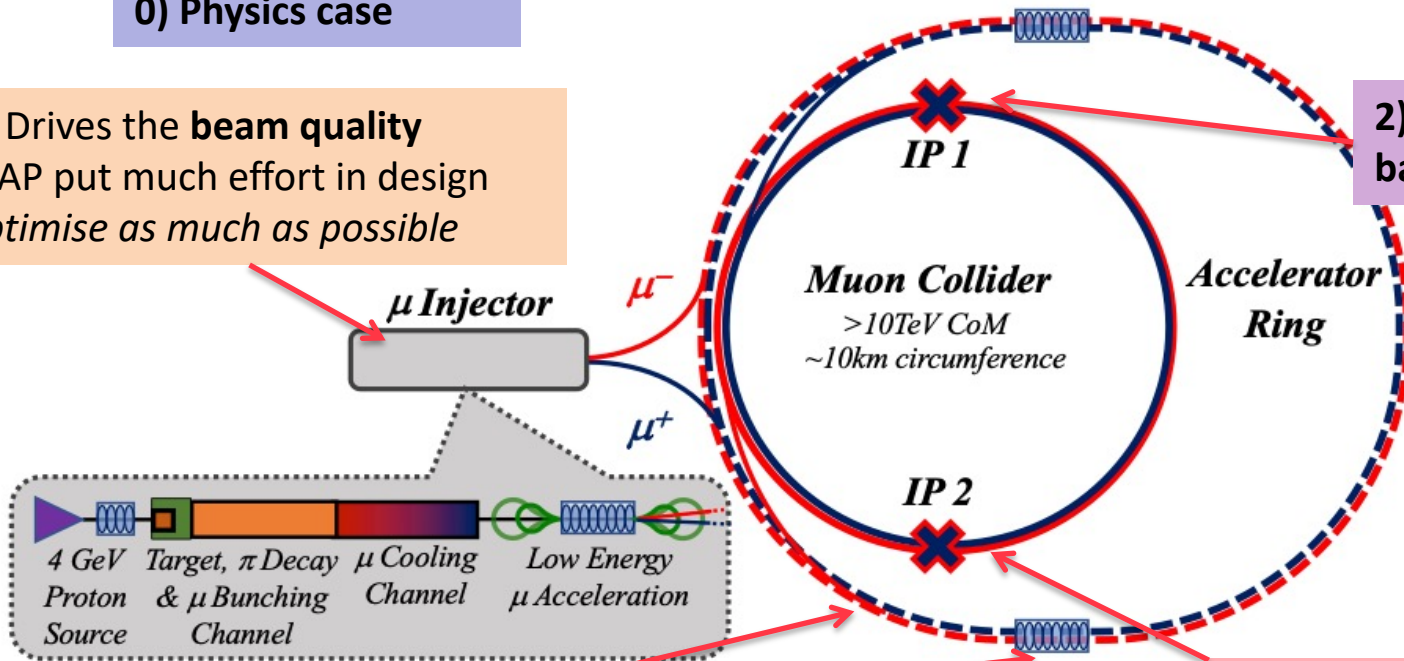 0) Physics case
Drives the beam quality
AP put much effort in design
optimise as much as possible
2)
IP 1
μ Injector
μ⁻
μ⁺
Muon Collider
>10TeV CoM
~10km circumference
Accelerator
Ring
IP 2
4 GeV
Proton
Source
Target, π Decay
& μ Bunching
Channel
μ Cooling
Channel
Low Energy
μ Acceleration